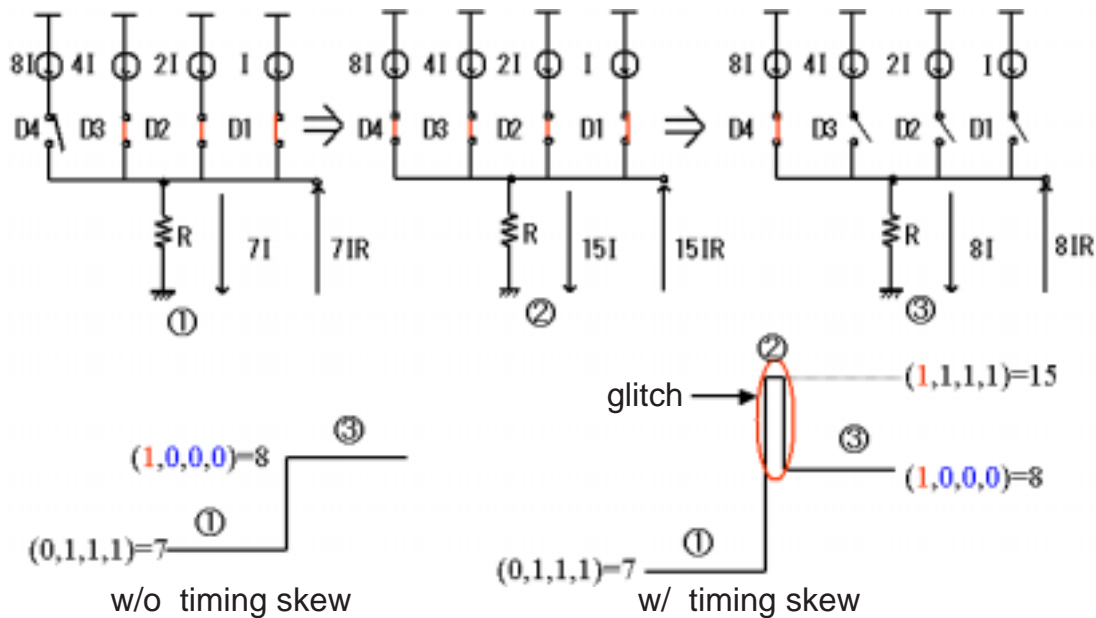 8I 4I 2I I 8I 4I 2I I 8I 4I 2I I
D4 D3 D2 D1 ⇒ D4 D3 D2 D1 ⇒ D4 D3 D2 D1
R 7I 7IR R 15I 15IR R 8I 8IR
① ② ③
②
(1,1,1,1)=15
glitch
③ ③
(1,0,0,0)=8 (1,0,0,0)=8
① ①
(0,1,1,1)=7 (0,1,1,1)=7
w/o timing skew w/ timing skew